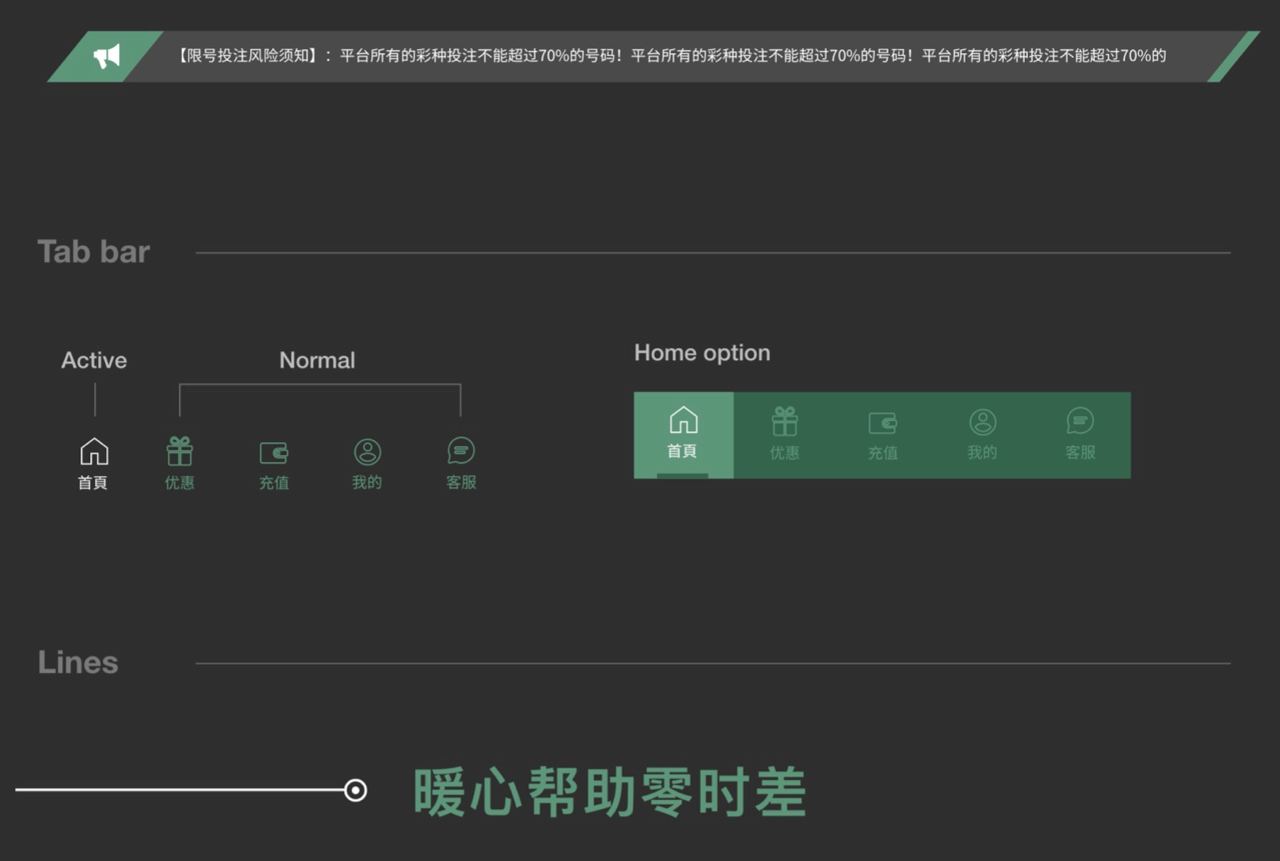 【限号投注风险须知】：平台所有的彩种投注不能超过70%的号码！平台所有的彩种投注不能超过70%的号码！平台所有的彩种投注不能超过70%的
Tab bar
Active
Normal
首頁
优惠
充值
我的
客服
Home option
首頁
优惠
充值
我的
客服
Lines
暖心帮助零时差